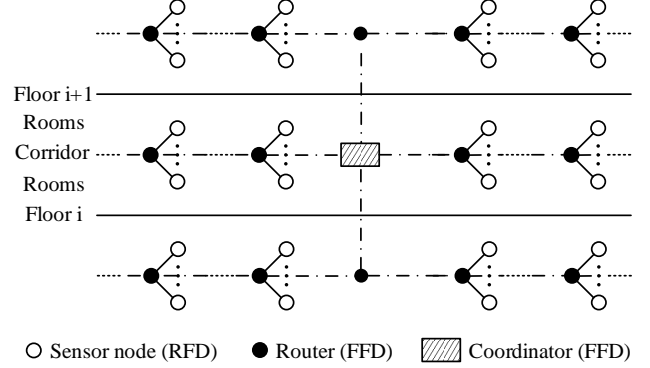 Floor i+1
Rooms
Corridor
Rooms
Floor i
Sensor node (RFD) Router (FFD) Coordinator (FFD)